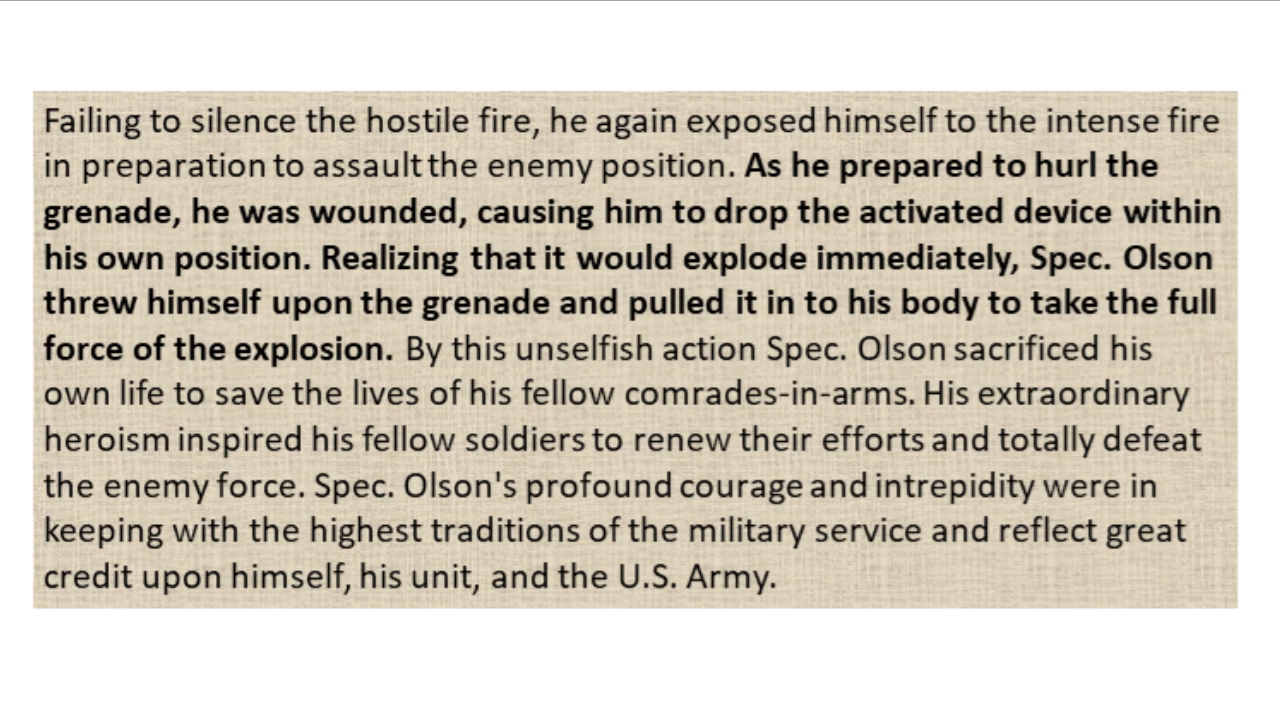 Failing to silence the hostile fire, he again exposed himself to the intense fire
in preparation to assault the enemy position. As he prepared to hurl the
grenade, he was wounded, causing him to drop the activated device within
his own position. Realizing that it would explode immediately, Spec. Olson
threw himself upon the grenade and pulled it in to his body to take the full
force of the explosion. By this unselfish action Spec. Olson sacrificed his
own life to save the lives of his fellow comrades-in-arms. His extraordinary
heroism inspired his fellow soldiers to renew their efforts and totally defeat
the enemy force. Spec. Olson's profound courage and intrepidity were in
keeping with the highest traditions of the military service and reflect great
credit upon himself, his unit, and the U.S. Army.